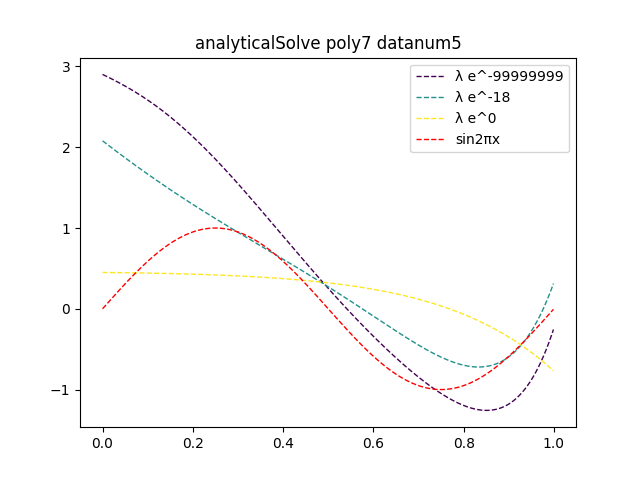 analyticalSolve poly7 datanum5
λ e^-99999999
λ e^-18
λ e^0
sin2πx
3
2
1
0
−1
0.0 0.2 0.4 0.6 0.8 1.0